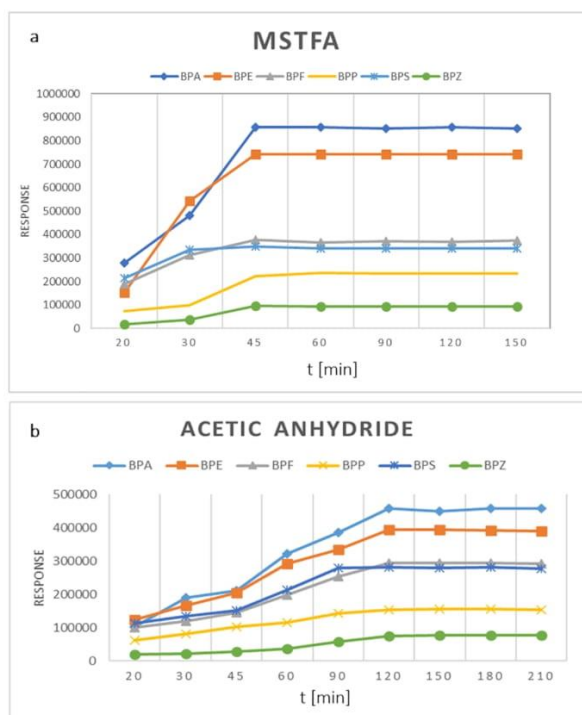 a
MSTFA
BPA BPE BPF BPP BPS BPZ
1000000
900000
800000
700000
600000
500000
400000
300000
200000
100000
0
RESPONSE
20 30 45 60 90 120 150
t [min]
b
ACETIC ANHYDRIDE
BPA BPE BPF BPP BPS BPZ
500000
400000
300000
200000
100000
0
RESPONSE
20 30 45 60 90 120 150 180 210
t [min]